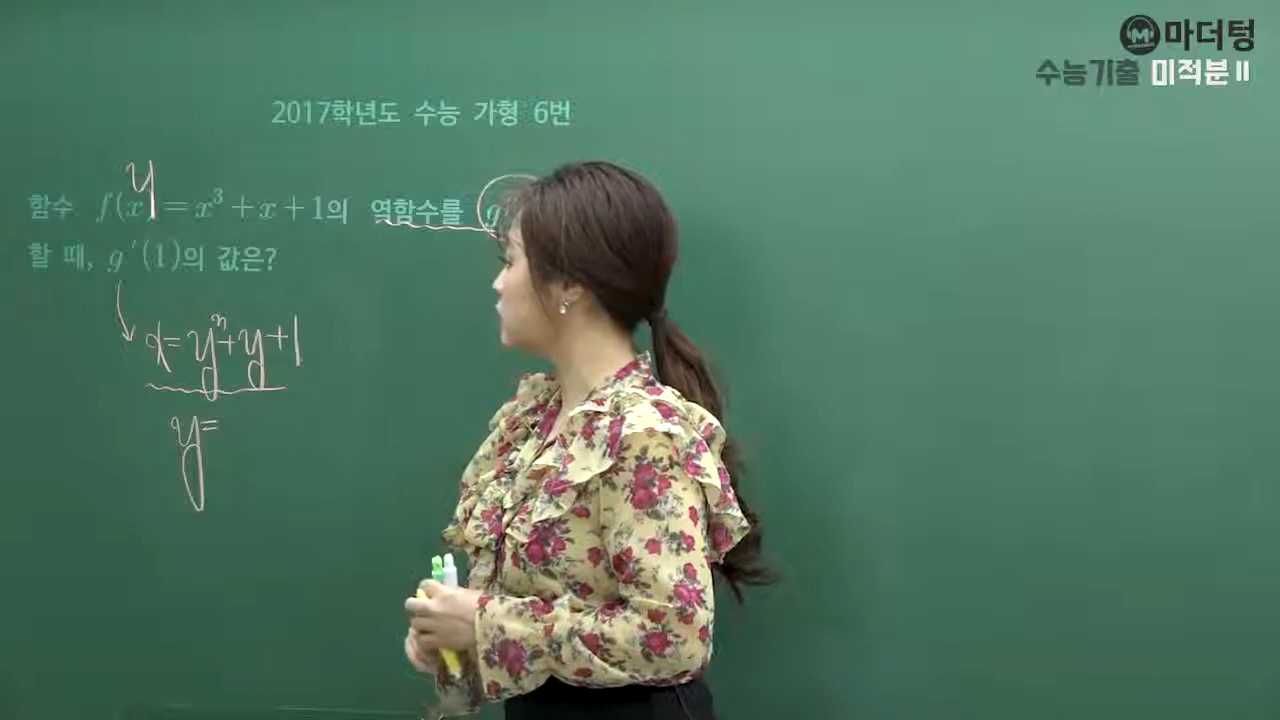 마더텅
수능기출 미적분 II
2017학년도 수능 가형 6번
y
함수 f(x) = x³ + x + 1의 역함수를 g
할 때, g′(1)의 값은?
x = yⁿ + y + 1
y =